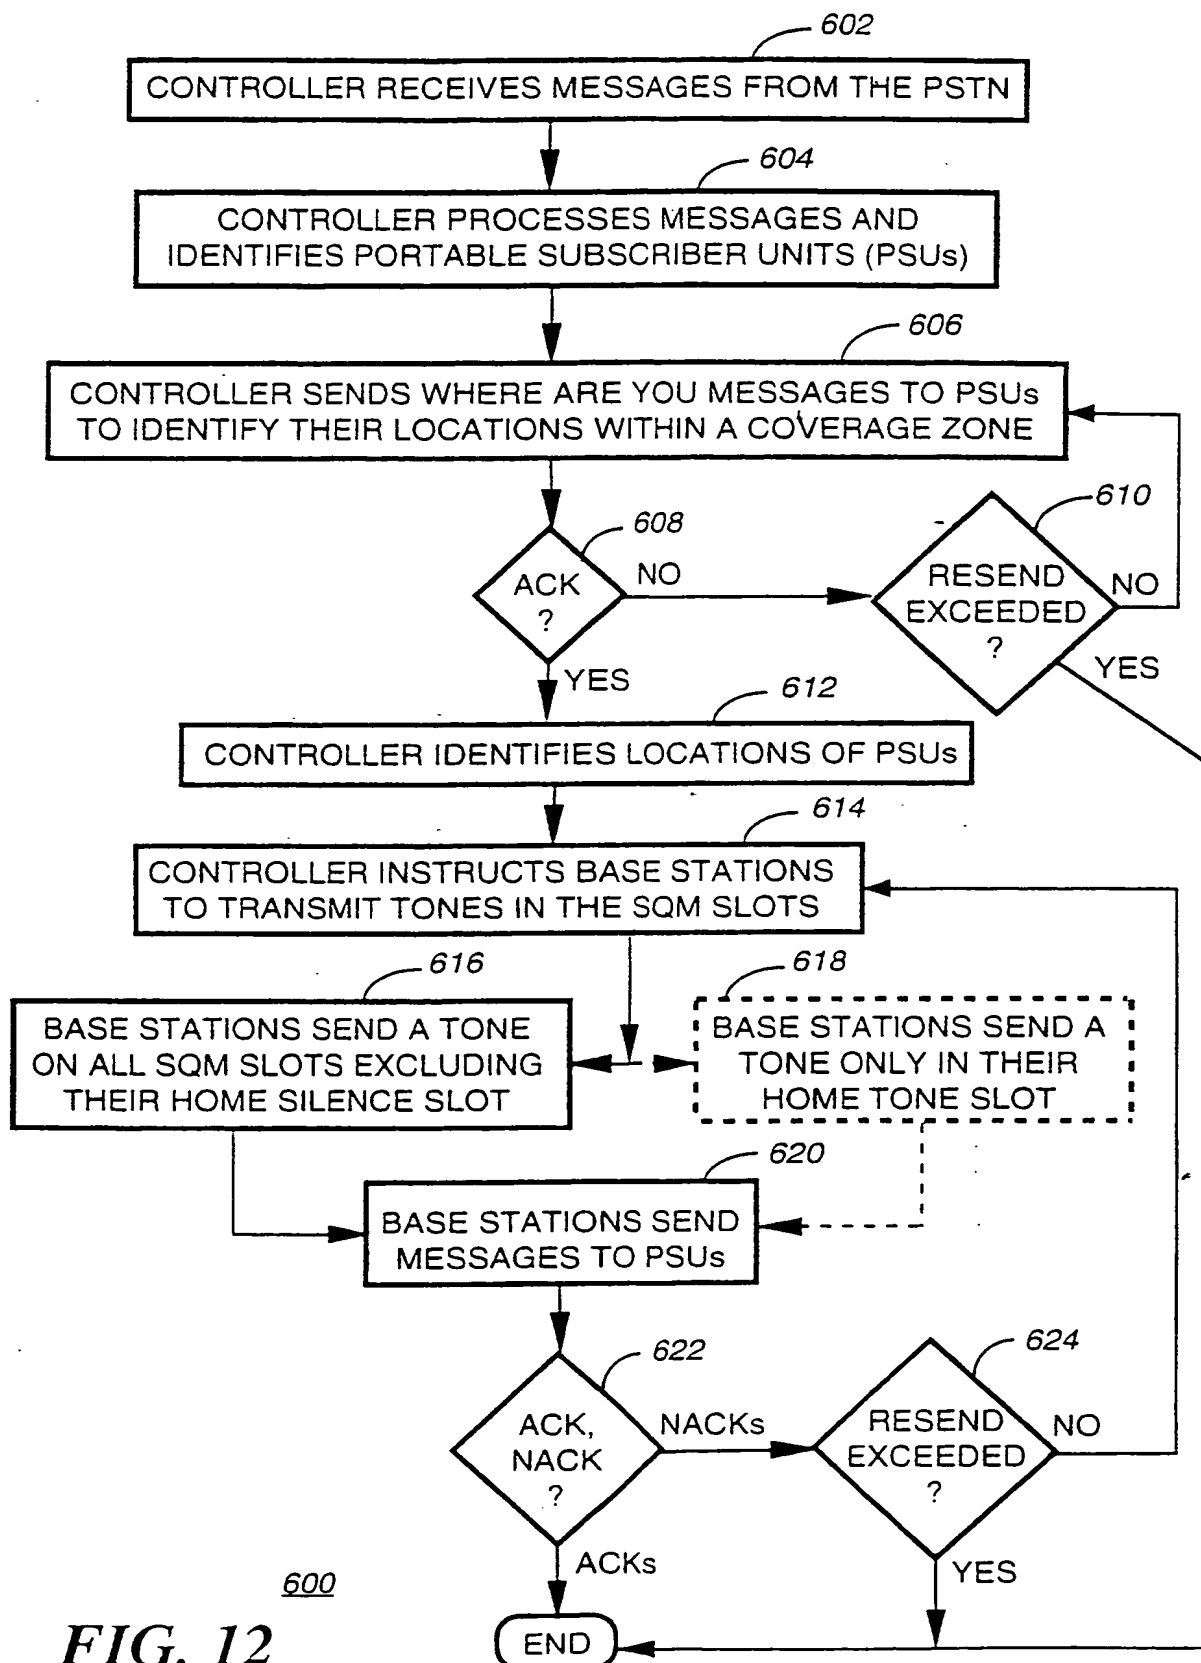 602
CONTROLLER RECEIVES MESSAGES FROM THE PSTN
604
CONTROLLER PROCESSES MESSAGES AND
IDENTIFIES PORTABLE SUBSCRIBER UNITS (PSUs)
606
CONTROLLER SENDS WHERE ARE YOU MESSAGES TO PSUs
TO IDENTIFY THEIR LOCATIONS WITHIN A COVERAGE ZONE
608
ACK
?
NO
YES
610
RESEND
EXCEEDED
?
NO
YES
612
CONTROLLER IDENTIFIES LOCATIONS OF PSUs
614
CONTROLLER INSTRUCTS BASE STATIONS
TO TRANSMIT TONES IN THE SQM SLOTS
616
BASE STATIONS SEND A TONE
ON ALL SQM SLOTS EXCLUDING
THEIR HOME SILENCE SLOT
618
BASE STATIONS SEND A
TONE ONLY IN THEIR
HOME TONE SLOT
620
BASE STATIONS SEND
MESSAGES TO PSUs
622
ACK,
NACK
?
NACKs
ACKs
624
RESEND
EXCEEDED
?
NO
YES
END
600
FIG. 12